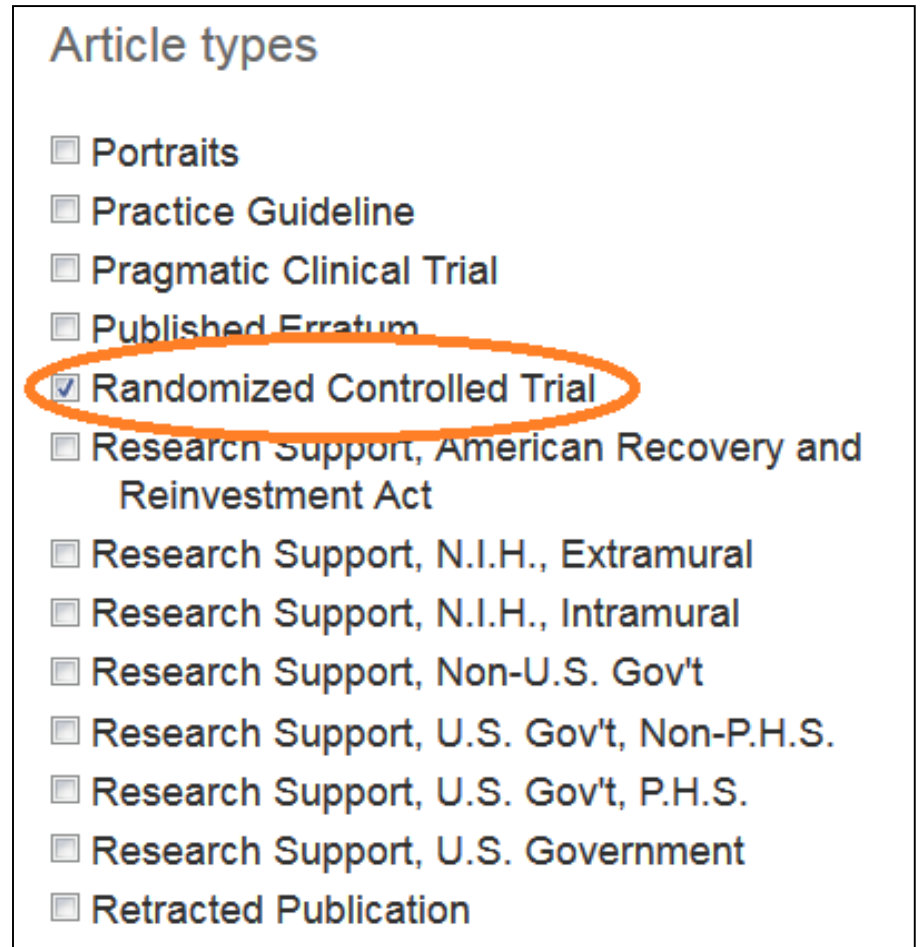 Article types
Portraits
Practice Guideline
Pragmatic Clinical Trial
Published Erratum
Randomized Controlled Trial
Research Support, American Recovery and
Reinvestment Act
Research Support, N.I.H., Extramural
Research Support, N.I.H., Intramural
Research Support, Non-U.S. Gov't
Research Support, U.S. Gov't, Non-P.H.S.
Research Support, U.S. Gov't, P.H.S.
Research Support, U.S. Government
Retracted Publication